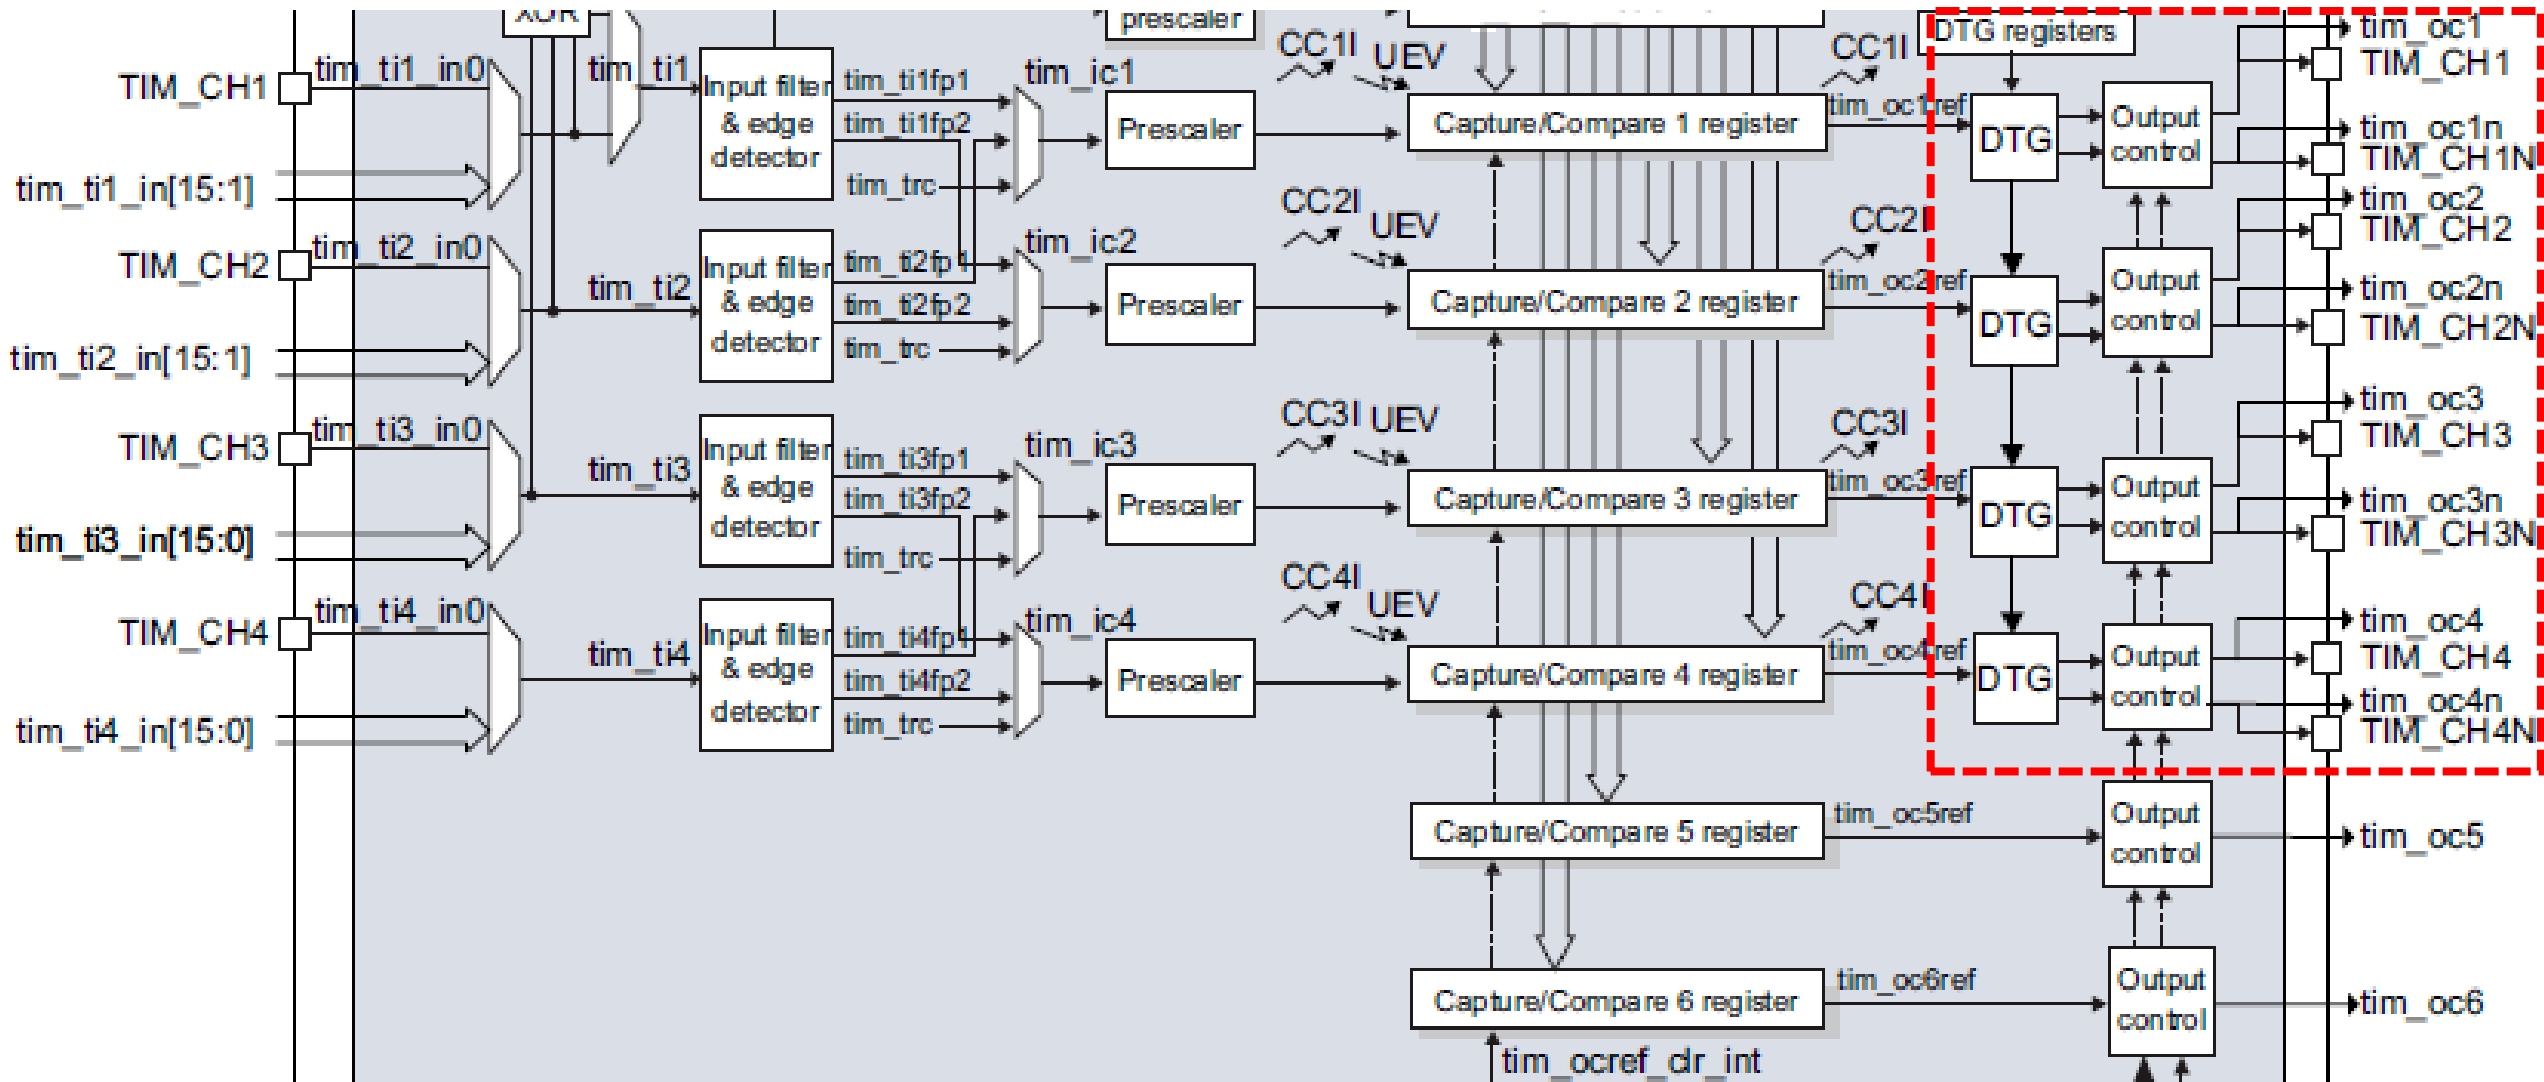 XOR
prescaler
DTG registers
tim_oc1
TIM_CH1
tim_ti1_in0
tim_ti1
TIM_CH1
Input filter
& edge
detector
tim_ti1fp1
tim_ti1fp2
tim_trc
tim_ic1
Prescaler
CC1I
UEV
Capture/Compare 1 register
CC1I
tim_oc1ref
DTG
Output
control
tim_oc1n
TIM_CH1N
tim_ti1_in[15:1]
TIM_CH2
tim_ti2_in0
tim_ti2
Input filter
& edge
detector
tim_ti2fp1
tim_ti2fp2
tim_trc
tim_ic2
Prescaler
CC2I
UEV
Capture/Compare 2 register
CC2I
tim_oc2ref
DTG
Output
control
tim_oc2
TIM_CH2
tim_oc2n
TIM_CH2N
tim_ti2_in[15:1]
TIM_CH3
tim_ti3_in0
tim_ti3
Input filter
& edge
detector
tim_ti3fp1
tim_ti3fp2
tim_trc
tim_ic3
Prescaler
CC3I
UEV
Capture/Compare 3 register
CC3I
tim_oc3ref
DTG
Output
control
tim_oc3
TIM_CH3
tim_oc3n
TIM_CH3N
tim_ti3_in[15:0]
TIM_CH4
tim_ti4_in0
tim_ti4
Input filter
& edge
detector
tim_ti4fp1
tim_ti4fp2
tim_trc
tim_ic4
Prescaler
CC4I
UEV
Capture/Compare 4 register
CC4I
tim_oc4ref
DTG
Output
control
tim_oc4
TIM_CH4
tim_oc4n
TIM_CH4N
tim_ti4_in[15:0]
Capture/Compare 5 register
tim_oc5ref
Output
control
tim_oc5
Capture/Compare 6 register
tim_oc6ref
Output
control
tim_oc6
tim_ocref_clr_int